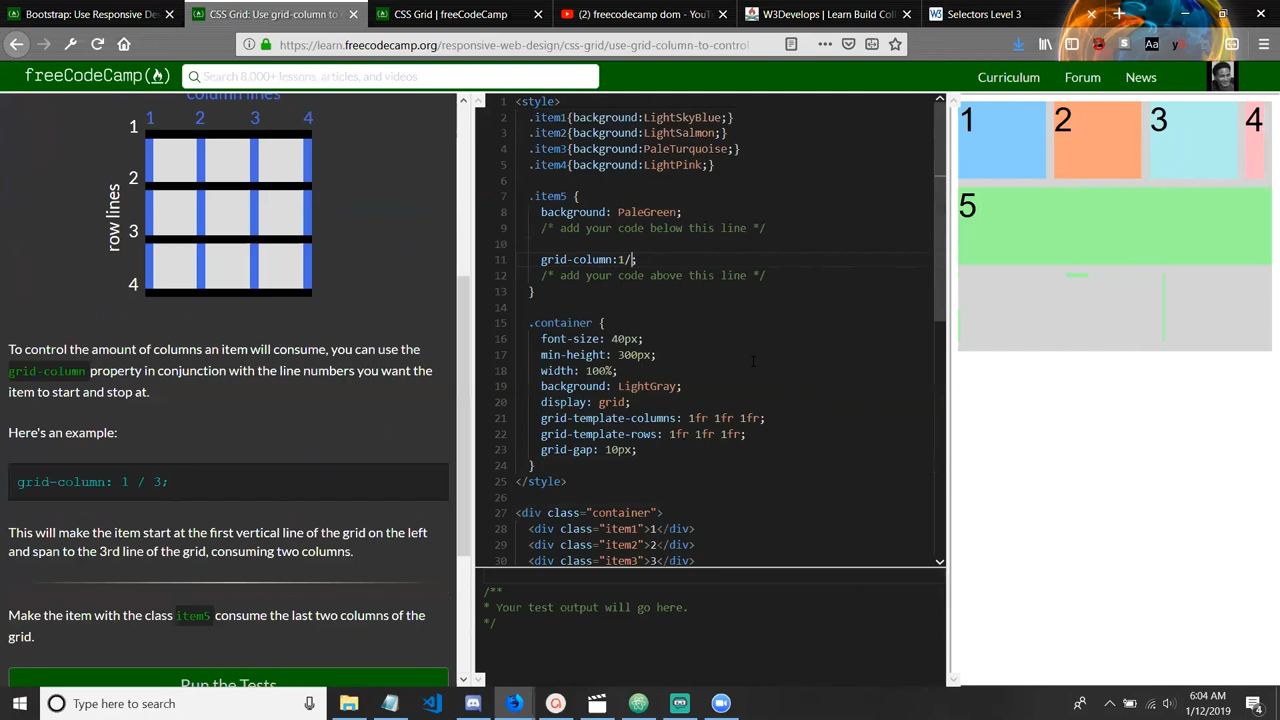 Bootstrap: Use Responsive De
CSS Grid: Use grid-column to
CSS Grid | freeCodeCamp
(2) freecodecamp dom - YouT
W3Develops | Learn Build Coll
Selectors Level 3
https://learn.freecodecamp.org/responsive-web-design/css-grid/use-grid-column-to-control
freeCodeCamp
Search 8,000+ lessons, articles, and videos
Curriculum
Forum
News
column lines
1 2 3 4
1
2
3
4
row lines
To control the amount of columns an item will consume, you can use the
grid-column property in conjunction with the line numbers you want the
item to start and stop at.
Here's an example:
grid-column: 1 / 3;
This will make the item start at the first vertical line of the grid on the left
and span to the 3rd line of the grid, consuming two columns.
Make the item with the class item5 consume the last two columns of the
grid.
Run the Tests
1 <style>
2 .item1{background:LightSkyBlue;}
3 .item2{background:LightSalmon;}
4 .item3{background:PaleTurquoise;}
5 .item4{background:LightPink;}
6
7 .item5 {
8 background: PaleGreen;
9 /* add your code below this line */
10
11 grid-column:1/;
12 /* add your code above this line */
13 }
14
15 .container {
16 font-size: 40px;
17 min-height: 300px;
18 width: 100%;
19 background: LightGray;
20 display: grid;
21 grid-template-columns: 1fr 1fr 1fr;
22 grid-template-rows: 1fr 1fr 1fr;
23 grid-gap: 10px;
24 }
25 </style>
26
27 <div class="container">
28 <div class="item1">1</div>
29 <div class="item2">2</div>
30 <div class="item3">3</div>
/**
* Your test output will go here.
*/
1 2 3 4
5
Type here to search
6:04 AM
1/12/2019
4